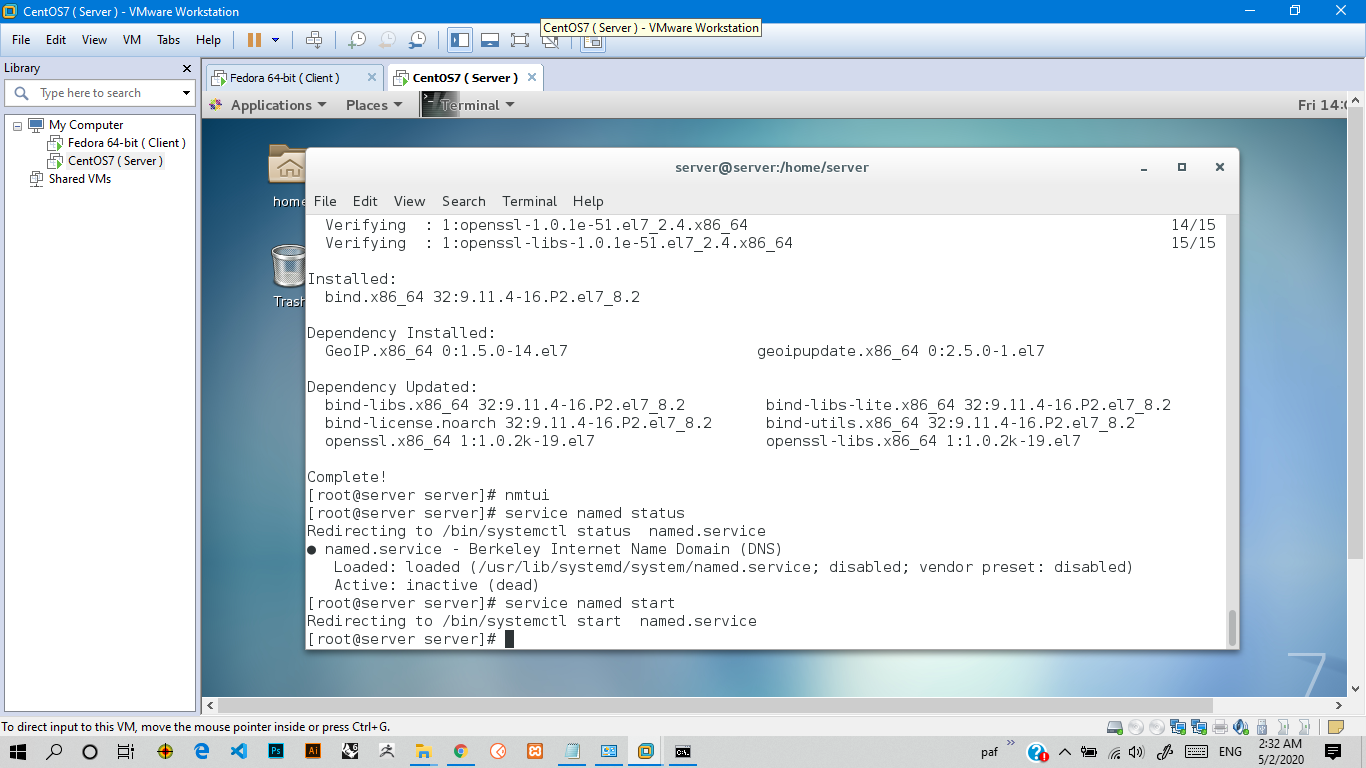 CentOS7 ( Server ) - VMware Workstation
CentOS7 ( Server ) - VMware Workstation
File Edit View VM Tabs Help
Library
Type here to search
My Computer
Fedora 64-bit ( Client )
CentOS7 ( Server )
Shared VMs
Fedora 64-bit ( Client )
CentOS7 ( Server )
Applications Places Terminal
home
Trash
server@server:/home/server
File Edit View Search Terminal Help
Verifying : 1:openssl-1.0.1e-51.el7_2.4.x86_64 14/15
Verifying : 1:openssl-libs-1.0.1e-51.el7_2.4.x86_64 15/15
Installed:
bind.x86_64 32:9.11.4-16.P2.el7_8.2
Dependency Installed:
GeoIP.x86_64 0:1.5.0-14.el7 geoipupdate.x86_64 0:2.5.0-1.el7
Dependency Updated:
bind-libs.x86_64 32:9.11.4-16.P2.el7_8.2 bind-libs-lite.x86_64 32:9.11.4-16.P2.el7_8.2
bind-license.noarch 32:9.11.4-16.P2.el7_8.2 bind-utils.x86_64 32:9.11.4-16.P2.el7_8.2
openssl.x86_64 1:1.0.2k-19.el7 openssl-libs.x86_64 1:1.0.2k-19.el7
Complete!
[root@server server]# nmtui
[root@server server]# service named status
Redirecting to /bin/systemctl status  named.service
● named.service - Berkeley Internet Name Domain (DNS)
Loaded: loaded (/usr/lib/systemd/system/named.service; disabled; vendor preset: disabled)
Active: inactive (dead)
[root@server server]# service named start
Redirecting to /bin/systemctl start  named.service
[root@server server]#
7
Fri 14:
To direct input to this VM, move the mouse pointer inside or press Ctrl+G.
paf
ENG
2:32 AM
5/2/2020